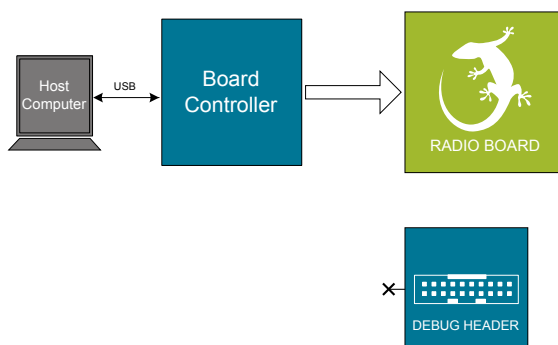 Host
Computer
USB
Board
Controller
RADIO BOARD
DEBUG HEADER